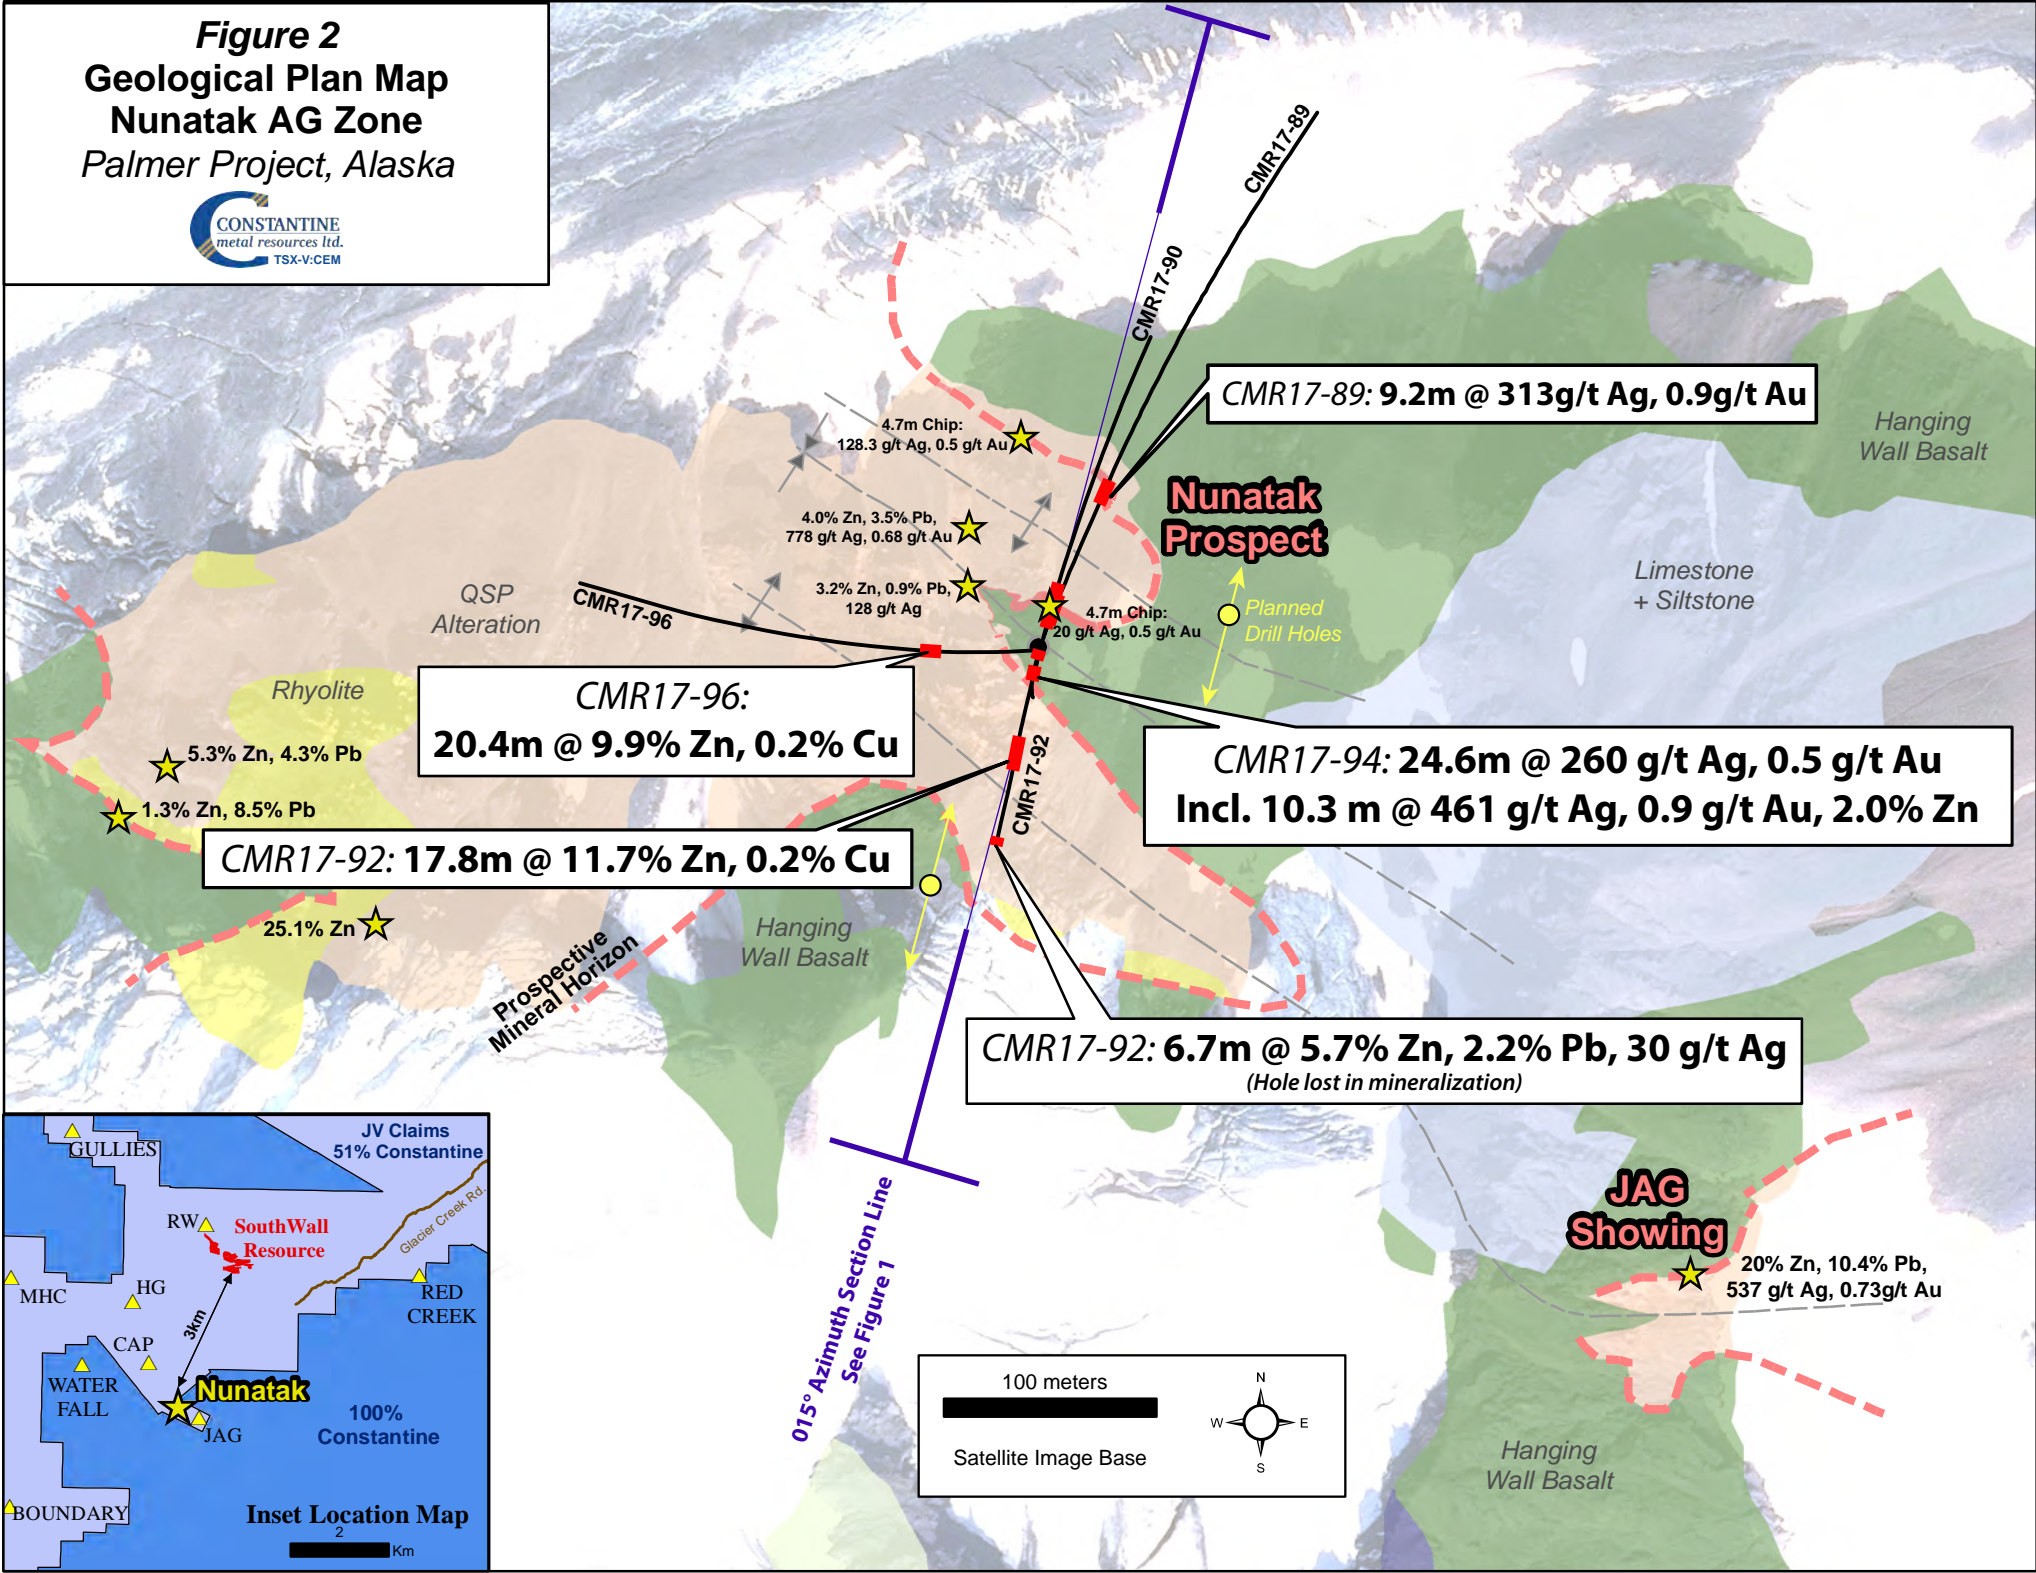 Figure 2
Geological Plan Map
Nunatak AG Zone
Palmer Project, Alaska
CONSTANTINE
metal resources ltd.
TSX-V:CEM
CMR17-89
CMR17-90
CMR17-89: 9.2m @ 313g/t Ag, 0.9g/t Au
Hanging
Wall Basalt
4.7m Chip:
128.3 g/t Ag, 0.5 g/t Au
Nunatak
Prospect
4.0% Zn, 3.5% Pb,
778 g/t Ag, 0.68 g/t Au
3.2% Zn, 0.9% Pb,
128 g/t Ag
4.7m Chip:
20 g/t Ag, 0.5 g/t Au
Planned
Drill Holes
Limestone
+ Siltstone
QSP
Alteration
CMR17-96
Rhyolite
CMR17-96:
20.4m @ 9.9% Zn, 0.2% Cu
CMR17-94: 24.6m @ 260 g/t Ag, 0.5 g/t Au
Incl. 10.3 m @ 461 g/t Ag, 0.9 g/t Au, 2.0% Zn
5.3% Zn, 4.3% Pb
1.3% Zn, 8.5% Pb
CMR17-92
CMR17-92: 17.8m @ 11.7% Zn, 0.2% Cu
25.1% Zn
Hanging
Wall Basalt
Prospective
Mineral Horizon
CMR17-92: 6.7m @ 5.7% Zn, 2.2% Pb, 30 g/t Ag
(Hole lost in mineralization)
JAG
Showing
20% Zn, 10.4% Pb,
537 g/t Ag, 0.73g/t Au
015° Azimuth Section Line
See Figure 1
100 meters
Satellite Image Base
N
W
E
S
Hanging
Wall Basalt
JV Claims
51% Constantine
GULLIES
RW
SouthWall
Resource
Glacier Creek Rd.
MHC
HG
RED
CREEK
3km
CAP
WATER
FALL
Nunatak
JAG
100%
Constantine
BOUNDARY
Inset Location Map
2
Km